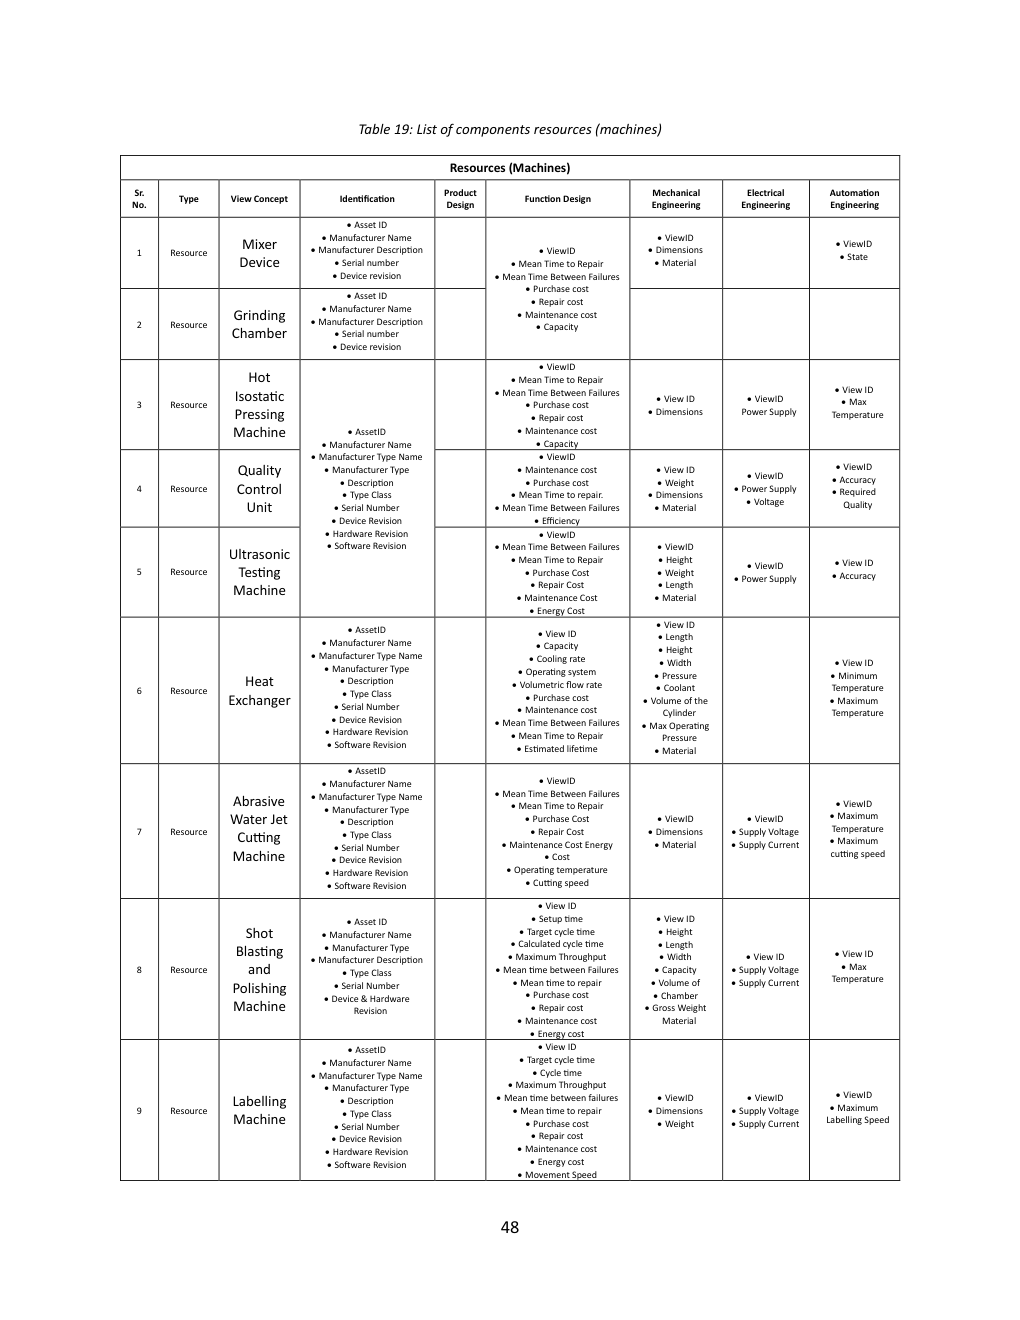 Table 19: List of components resources (machines)
Resources (Machines)
Sr.
No.
Type
View Concept
Identification
Product
Design
Function Design
Mechanical
Engineering
Electrical
Engineering
Automation
Engineering
1
Resource
Mixer
Device
• Asset ID
• Manufacturer Name
• Manufacturer Description
• Serial number
• Device revision
• ViewID
• Mean Time to Repair
• Mean Time Between Failures
• Purchase cost
• Repair cost
• Maintenance cost
• Capacity
• ViewID
• Dimensions
• Material
• ViewID
• State
2
Resource
Grinding
Chamber
• Asset ID
• Manufacturer Name
• Manufacturer Description
• Serial number
• Device revision
3
Resource
Hot
Isostatic
Pressing
Machine
• AssetID
• Manufacturer Name
• Manufacturer Type Name
• Manufacturer Type
• Description
• Type Class
• Serial Number
• Device Revision
• Hardware Revision
• Software Revision
• ViewID
• Mean Time to Repair
• Mean Time Between Failures
• Purchase cost
• Repair cost
• Maintenance cost
• Capacity
• View ID
• Dimensions
• ViewID
Power Supply
• View ID
• Max
Temperature
4
Resource
Quality
Control
Unit
• ViewID
• Maintenance cost
• Purchase cost
• Mean Time to repair.
• Mean Time Between Failures
• Efficiency
• View ID
• Weight
• Dimensions
• Material
• ViewID
• Power Supply
• Voltage
• ViewID
• Accuracy
• Required
Quality
5
Resource
Ultrasonic
Testing
Machine
• ViewID
• Mean Time Between Failures
• Mean Time to Repair
• Purchase Cost
• Repair Cost
• Maintenance Cost
• Energy Cost
• ViewID
• Height
• Weight
• Length
• Material
• ViewID
• Power Supply
• View ID
• Accuracy
6
Resource
Heat
Exchanger
• AssetID
• Manufacturer Name
• Manufacturer Type Name
• Manufacturer Type
• Description
• Type Class
• Serial Number
• Device Revision
• Hardware Revision
• Software Revision
• View ID
• Capacity
• Cooling rate
• Operating system
• Volumetric flow rate
• Purchase cost
• Maintenance cost
• Mean Time Between Failures
• Mean Time to Repair
• Estimated lifetime
• View ID
• Length
• Height
• Width
• Pressure
• Coolant
• Volume of the
Cylinder
• Max Operating
Pressure
• Material
• View ID
• Minimum
Temperature
• Maximum
Temperature
7
Resource
Abrasive
Water Jet
Cutting
Machine
• AssetID
• Manufacturer Name
• Manufacturer Type Name
• Manufacturer Type
• Description
• Type Class
• Serial Number
• Device Revision
• Hardware Revision
• Software Revision
• ViewID
• Mean Time Between Failures
• Mean Time to Repair
• Purchase Cost
• Repair Cost
• Maintenance Cost Energy
• Cost
• Operating temperature
• Cutting speed
• ViewID
• Dimensions
• Material
• ViewID
• Supply Voltage
• Supply Current
• ViewID
• Maximum
Temperature
• Maximum
cutting speed
8
Resource
Shot
Blasting
and
Polishing
Machine
• Asset ID
• Manufacturer Name
• Manufacturer Type
• Manufacturer Description
• Type Class
• Serial Number
• Device & Hardware
Revision
• View ID
• Setup time
• Target cycle time
• Calculated cycle time
• Maximum Throughput
• Mean time between Failures
• Mean time to repair
• Purchase cost
• Repair cost
• Maintenance cost
• Energy cost
• View ID
• Height
• Length
• Width
• Capacity
• Volume of
• Chamber
• Gross Weight
Material
• View ID
• Supply Voltage
• Supply Current
• View ID
• Max
Temperature
9
Resource
Labelling
Machine
• AssetID
• Manufacturer Name
• Manufacturer Type Name
• Manufacturer Type
• Description
• Type Class
• Serial Number
• Device Revision
• Hardware Revision
• Software Revision
• View ID
• Target cycle time
• Cycle time
• Maximum Throughput
• Mean time between failures
• Mean time to repair
• Purchase cost
• Repair cost
• Maintenance cost
• Energy cost
• Movement Speed
• ViewID
• Dimensions
• Weight
• ViewID
• Supply Voltage
• Supply Current
• ViewID
• Maximum
Labelling Speed
48